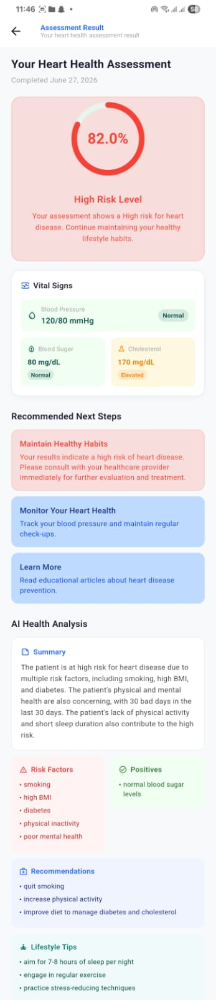 11:46
58
Assessment Result
Your heart health assessment result
Your Heart Health Assessment
Completed June 27, 2026
82.0%
High Risk Level
Your assessment shows a High risk for heart
disease. Continue maintaining your healthy
lifestyle habits.
Vital Signs
Blood Pressure
120/80 mmHg
Normal
Blood Sugar
80 mg/dL
Normal
Cholesterol
170 mg/dL
Elevated
Recommended Next Steps
Maintain Healthy Habits
Your results indicate a high risk of heart disease.
Please consult with your healthcare provider
immediately for further evaluation and treatment.
Monitor Your Heart Health
Track your blood pressure and maintain regular
check-ups.
Learn More
Read educational articles about heart disease
prevention.
AI Health Analysis
Summary
The patient is at high risk for heart disease due to
multiple risk factors, including smoking, high BMI,
and diabetes. The patient's physical and mental
health are also concerning, with 30 bad days in the
last 30 days. The patient's lack of physical activity
and short sleep duration also contribute to the high
risk.
Risk Factors
• smoking
• high BMI
• diabetes
• physical inactivity
• poor mental health
Positives
• normal blood sugar
levels
Recommendations
• quit smoking
• increase physical activity
• improve diet to manage diabetes and cholesterol
Lifestyle Tips
• aim for 7-8 hours of sleep per night
• engage in regular exercise
• practice stress-reducing techniques